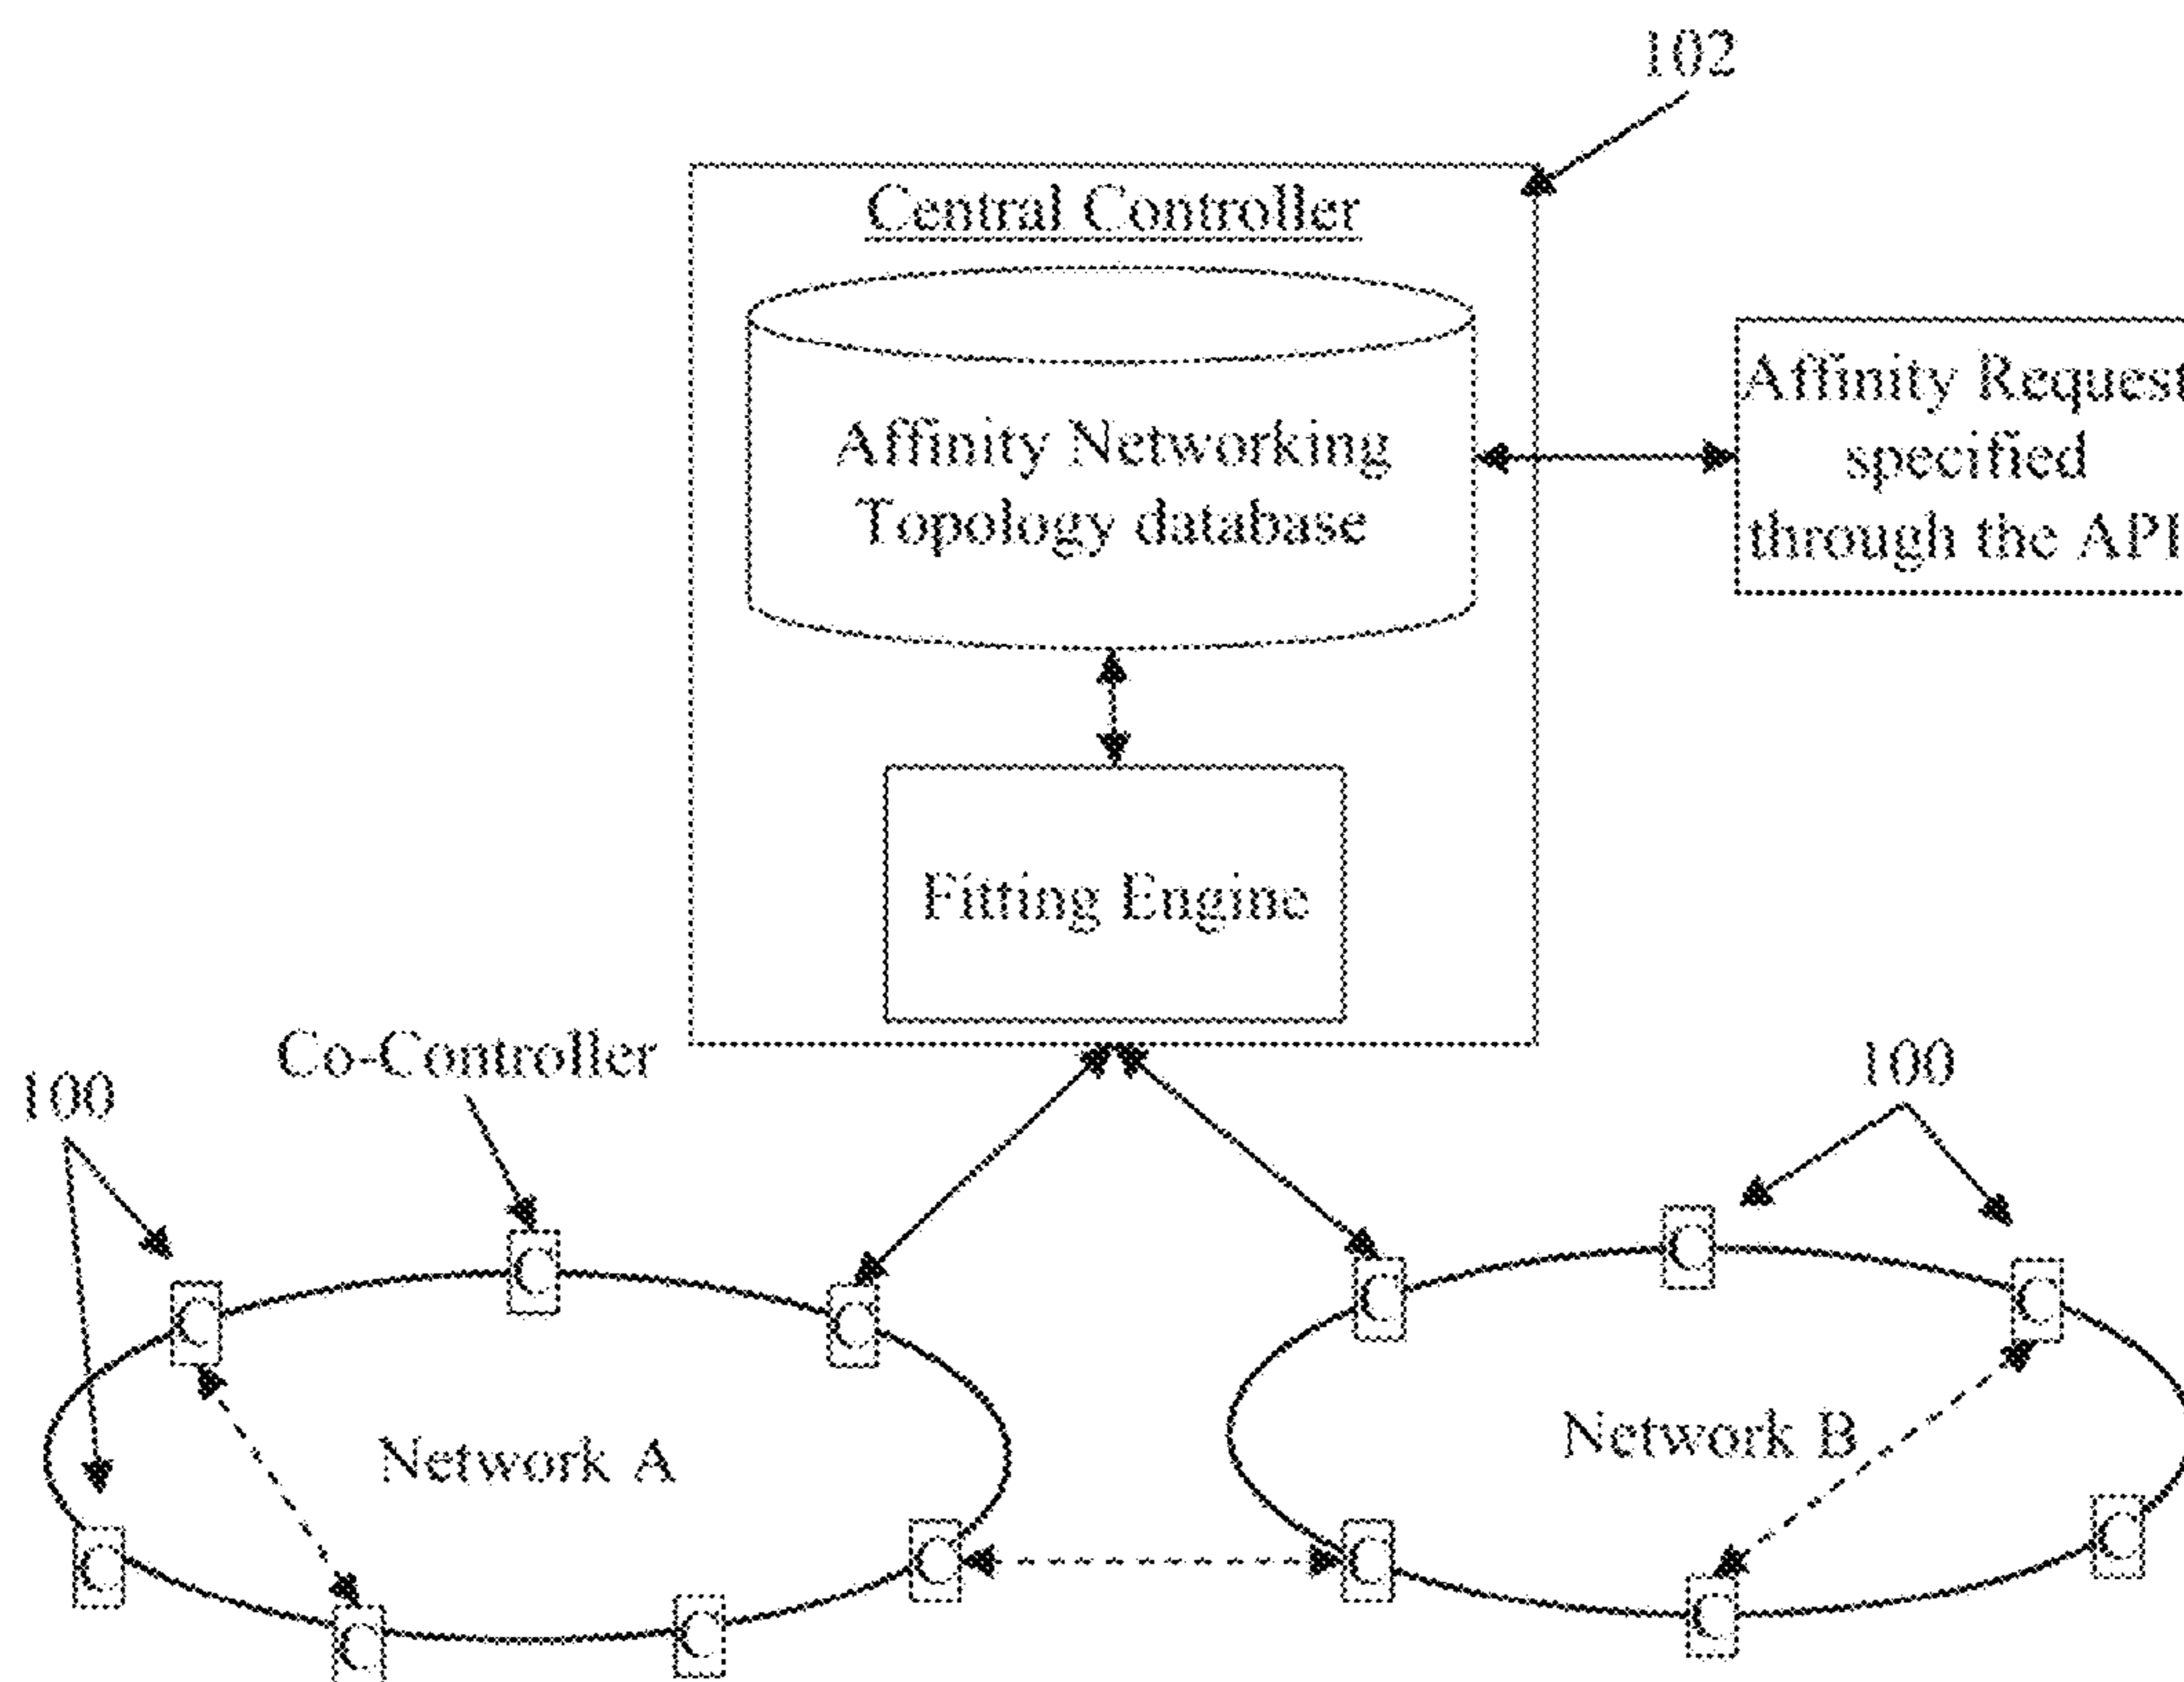 102
Central Controller
Affinity Networking
Topology database
Affinity Request
specified
through the API
Fitting Engine
Co-Controller
100
100
C
C
C
C
C
C
Network A
Network B
C
C
C
C
C
C
C